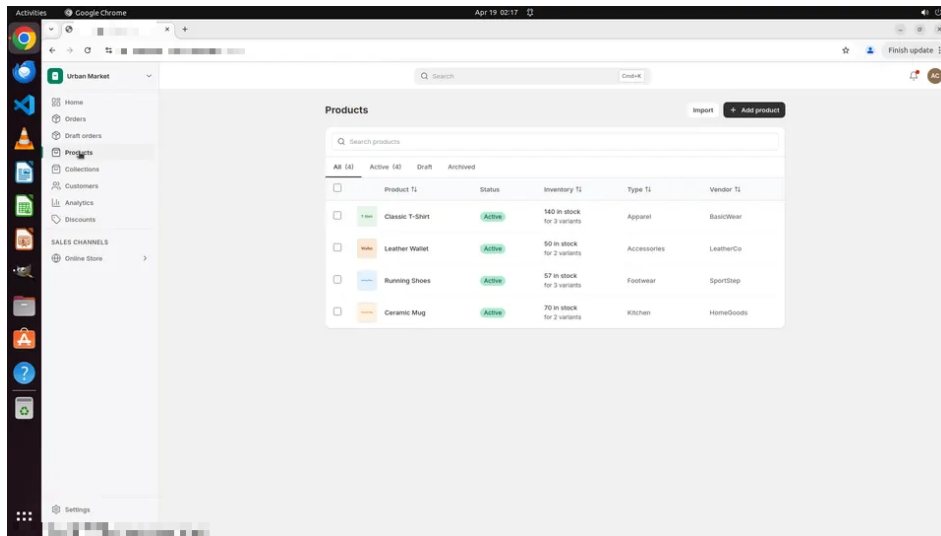 Activities Google Chrome Apr 19 02:17
Finish update
Urban Market Search Cmd+K AC
Home
Orders
Draft orders
Products
Collections
Customers
Analytics
Discounts
SALES CHANNELS
Online Store
Settings
Products Import + Add product
Search products
All (4) Active (4) Draft Archived
Product Status Inventory Type Vendor
Classic T-Shirt Active 140 in stock Apparel BasicWear
for 3 variants
Leather Wallet Active 50 in stock Accessories LeatherCo
for 2 variants
Running Shoes Active 57 in stock Footwear SportStep
for 3 variants
Ceramic Mug Active 70 in stock Kitchen HomeGoods
for 2 variants